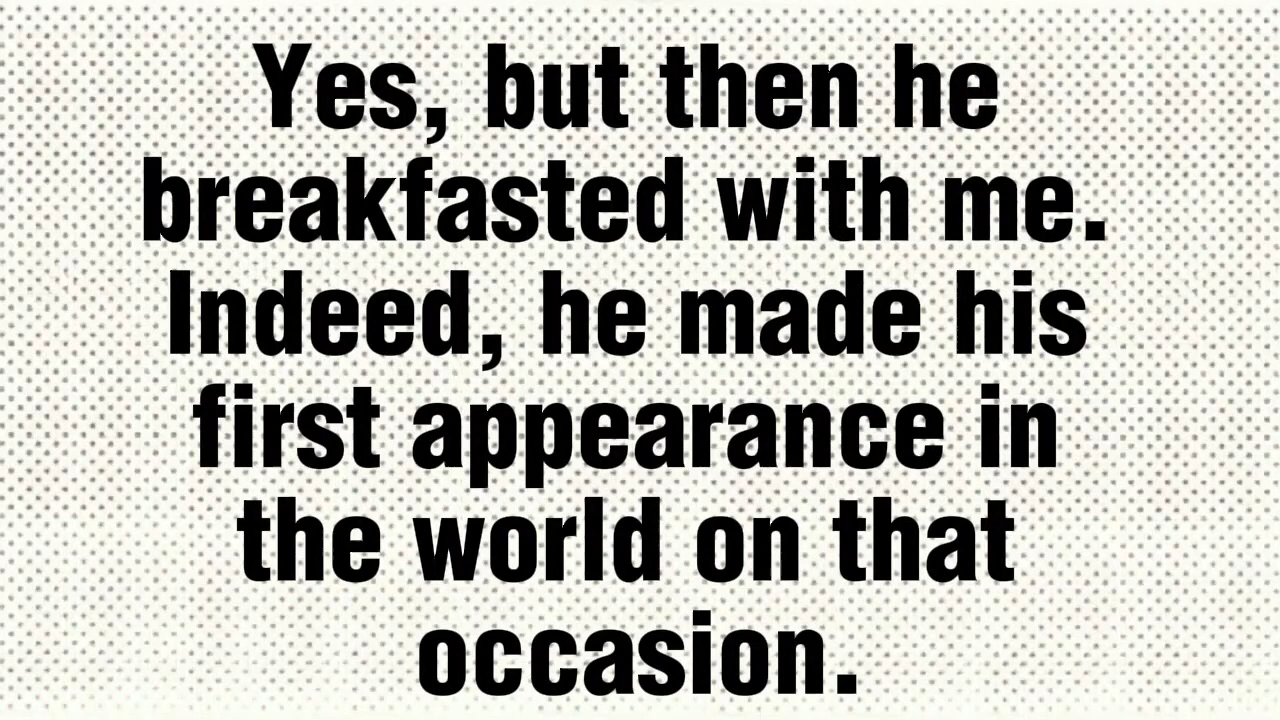 Yes, but then he
breakfasted with me.
Indeed, he made his
first appearance in
the world on that
occasion.